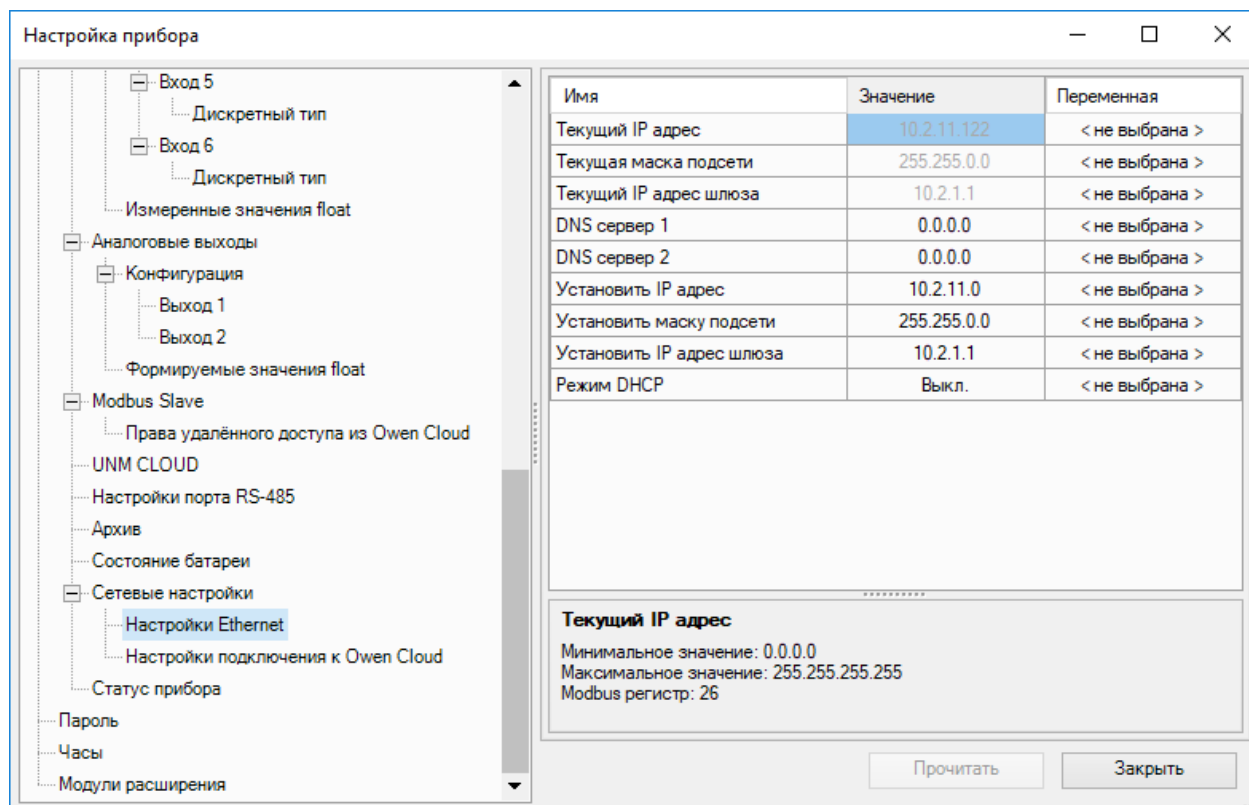 Настройка прибора
Вход 5
Дискретный тип
Вход 6
Дискретный тип
Измеренные значения float
Аналоговые выходы
Конфигурация
Выход 1
Выход 2
Формируемые значения float
Modbus Slave
Права удалённого доступа из Owen Cloud
UNM CLOUD
Настройки порта RS-485
Архив
Состояние батареи
Сетевые настройки
Настройки Ethernet
Настройки подключения к Owen Cloud
Статус прибора
Пароль
Часы
Модули расширения
Имя Значение Переменная
Текущий IP адрес 10.2.11.122 < не выбрана >
Текущая маска подсети 255.255.0.0 < не выбрана >
Текущий IP адрес шлюза 10.2.1.1 < не выбрана >
DNS сервер 1 0.0.0.0 < не выбрана >
DNS сервер 2 0.0.0.0 < не выбрана >
Установить IP адрес 10.2.11.0 < не выбрана >
Установить маску подсети 255.255.0.0 < не выбрана >
Установить IP адрес шлюза 10.2.1.1 < не выбрана >
Режим DHCP Выкл. < не выбрана >
Текущий IP адрес
Минимальное значение: 0.0.0.0
Максимальное значение: 255.255.255.255
Modbus регистр: 26
Прочитать Закрыть